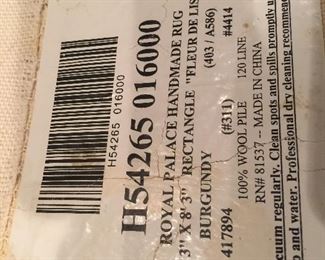 H54265 016000
H54265 016000
ROYAL PALACE HANDMADE RUG
3" X 8'3" RECTANGLE "FLEUR DE LIS
BURGUNDY (403 / A586)
417894 (#311) #4414
100% WOOL PILE 120 LINE
RN# 81537 -- MADE IN CHINA
cuum regularly. Clean spots and spills promptly
p and water. Professional dry cleaning recommen